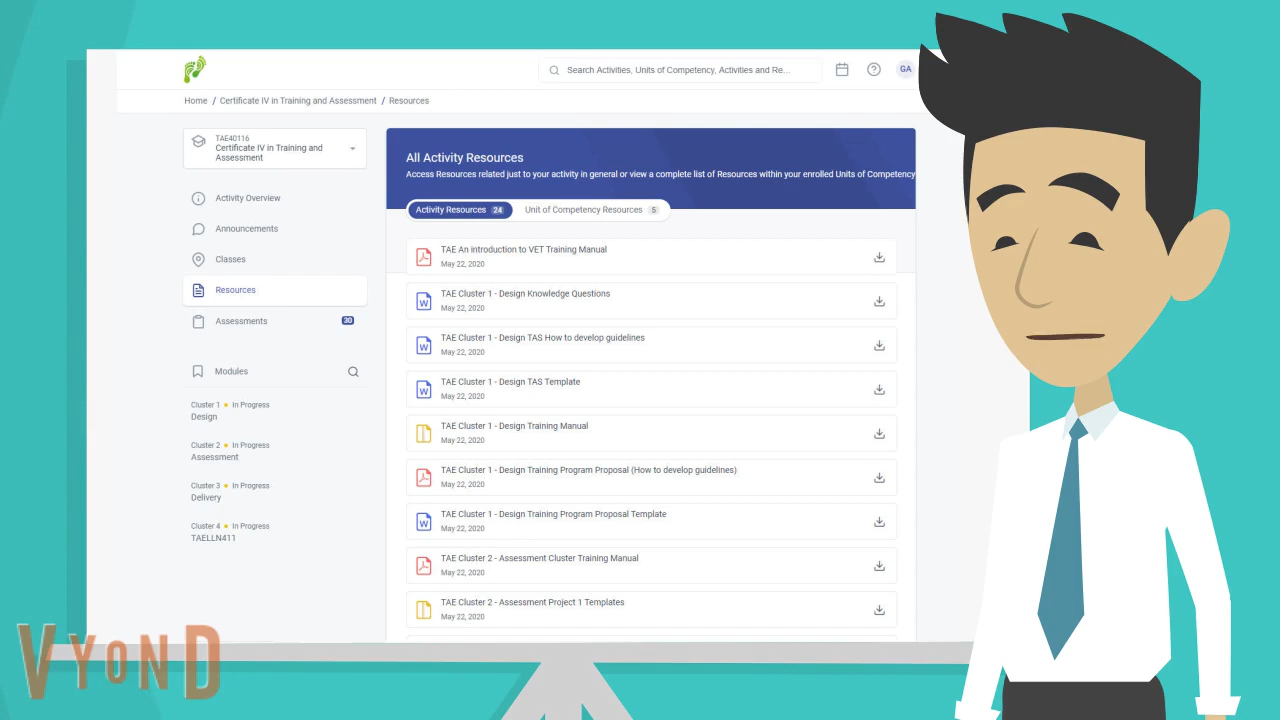 Search Activities, Units of Competency, Activities and Re...
GA
Home / Certificate IV in Training and Assessment / Resources
TAE40116
Certificate IV in Training and
Assessment
Activity Overview
Announcements
Classes
Resources
Assessments 30
Modules
Cluster 1 In Progress
Design
Cluster 2 In Progress
Assessment
Cluster 3 In Progress
Delivery
Cluster 4 In Progress
TAELLN411
All Activity Resources
Access Resources related just to your activity in general or view a complete list of Resources within your enrolled Units of Competency
Activity Resources 24 Unit of Competency Resources 5
TAE An introduction to VET Training Manual
May 22, 2020
TAE Cluster 1 - Design Knowledge Questions
May 22, 2020
TAE Cluster 1 - Design TAS How to develop guidelines
May 22, 2020
TAE Cluster 1 - Design TAS Template
May 22, 2020
TAE Cluster 1 - Design Training Manual
May 22, 2020
TAE Cluster 1 - Design Training Program Proposal (How to develop guidelines)
May 22, 2020
TAE Cluster 1 - Design Training Program Proposal Template
May 22, 2020
TAE Cluster 2 - Assessment Cluster Training Manual
May 22, 2020
TAE Cluster 2 - Assessment Project 1 Templates
May 22, 2020
W
W
W
W
VYOND